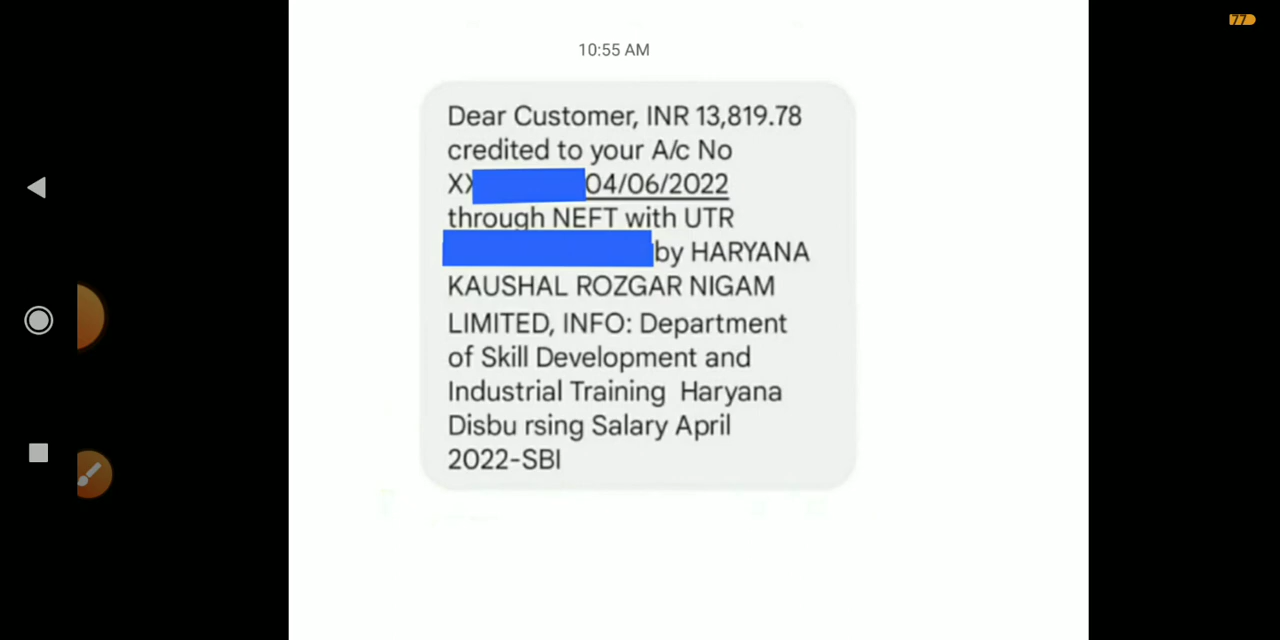 77
10:55 AM
Dear Customer, INR 13,819.78
credited to your A/c No
XX 04/06/2022
through NEFT with UTR
by HARYANA
KAUSHAL ROZGAR NIGAM
LIMITED, INFO: Department
of Skill Development and
Industrial Training Haryana
Disbu rsing Salary April
2022-SBI